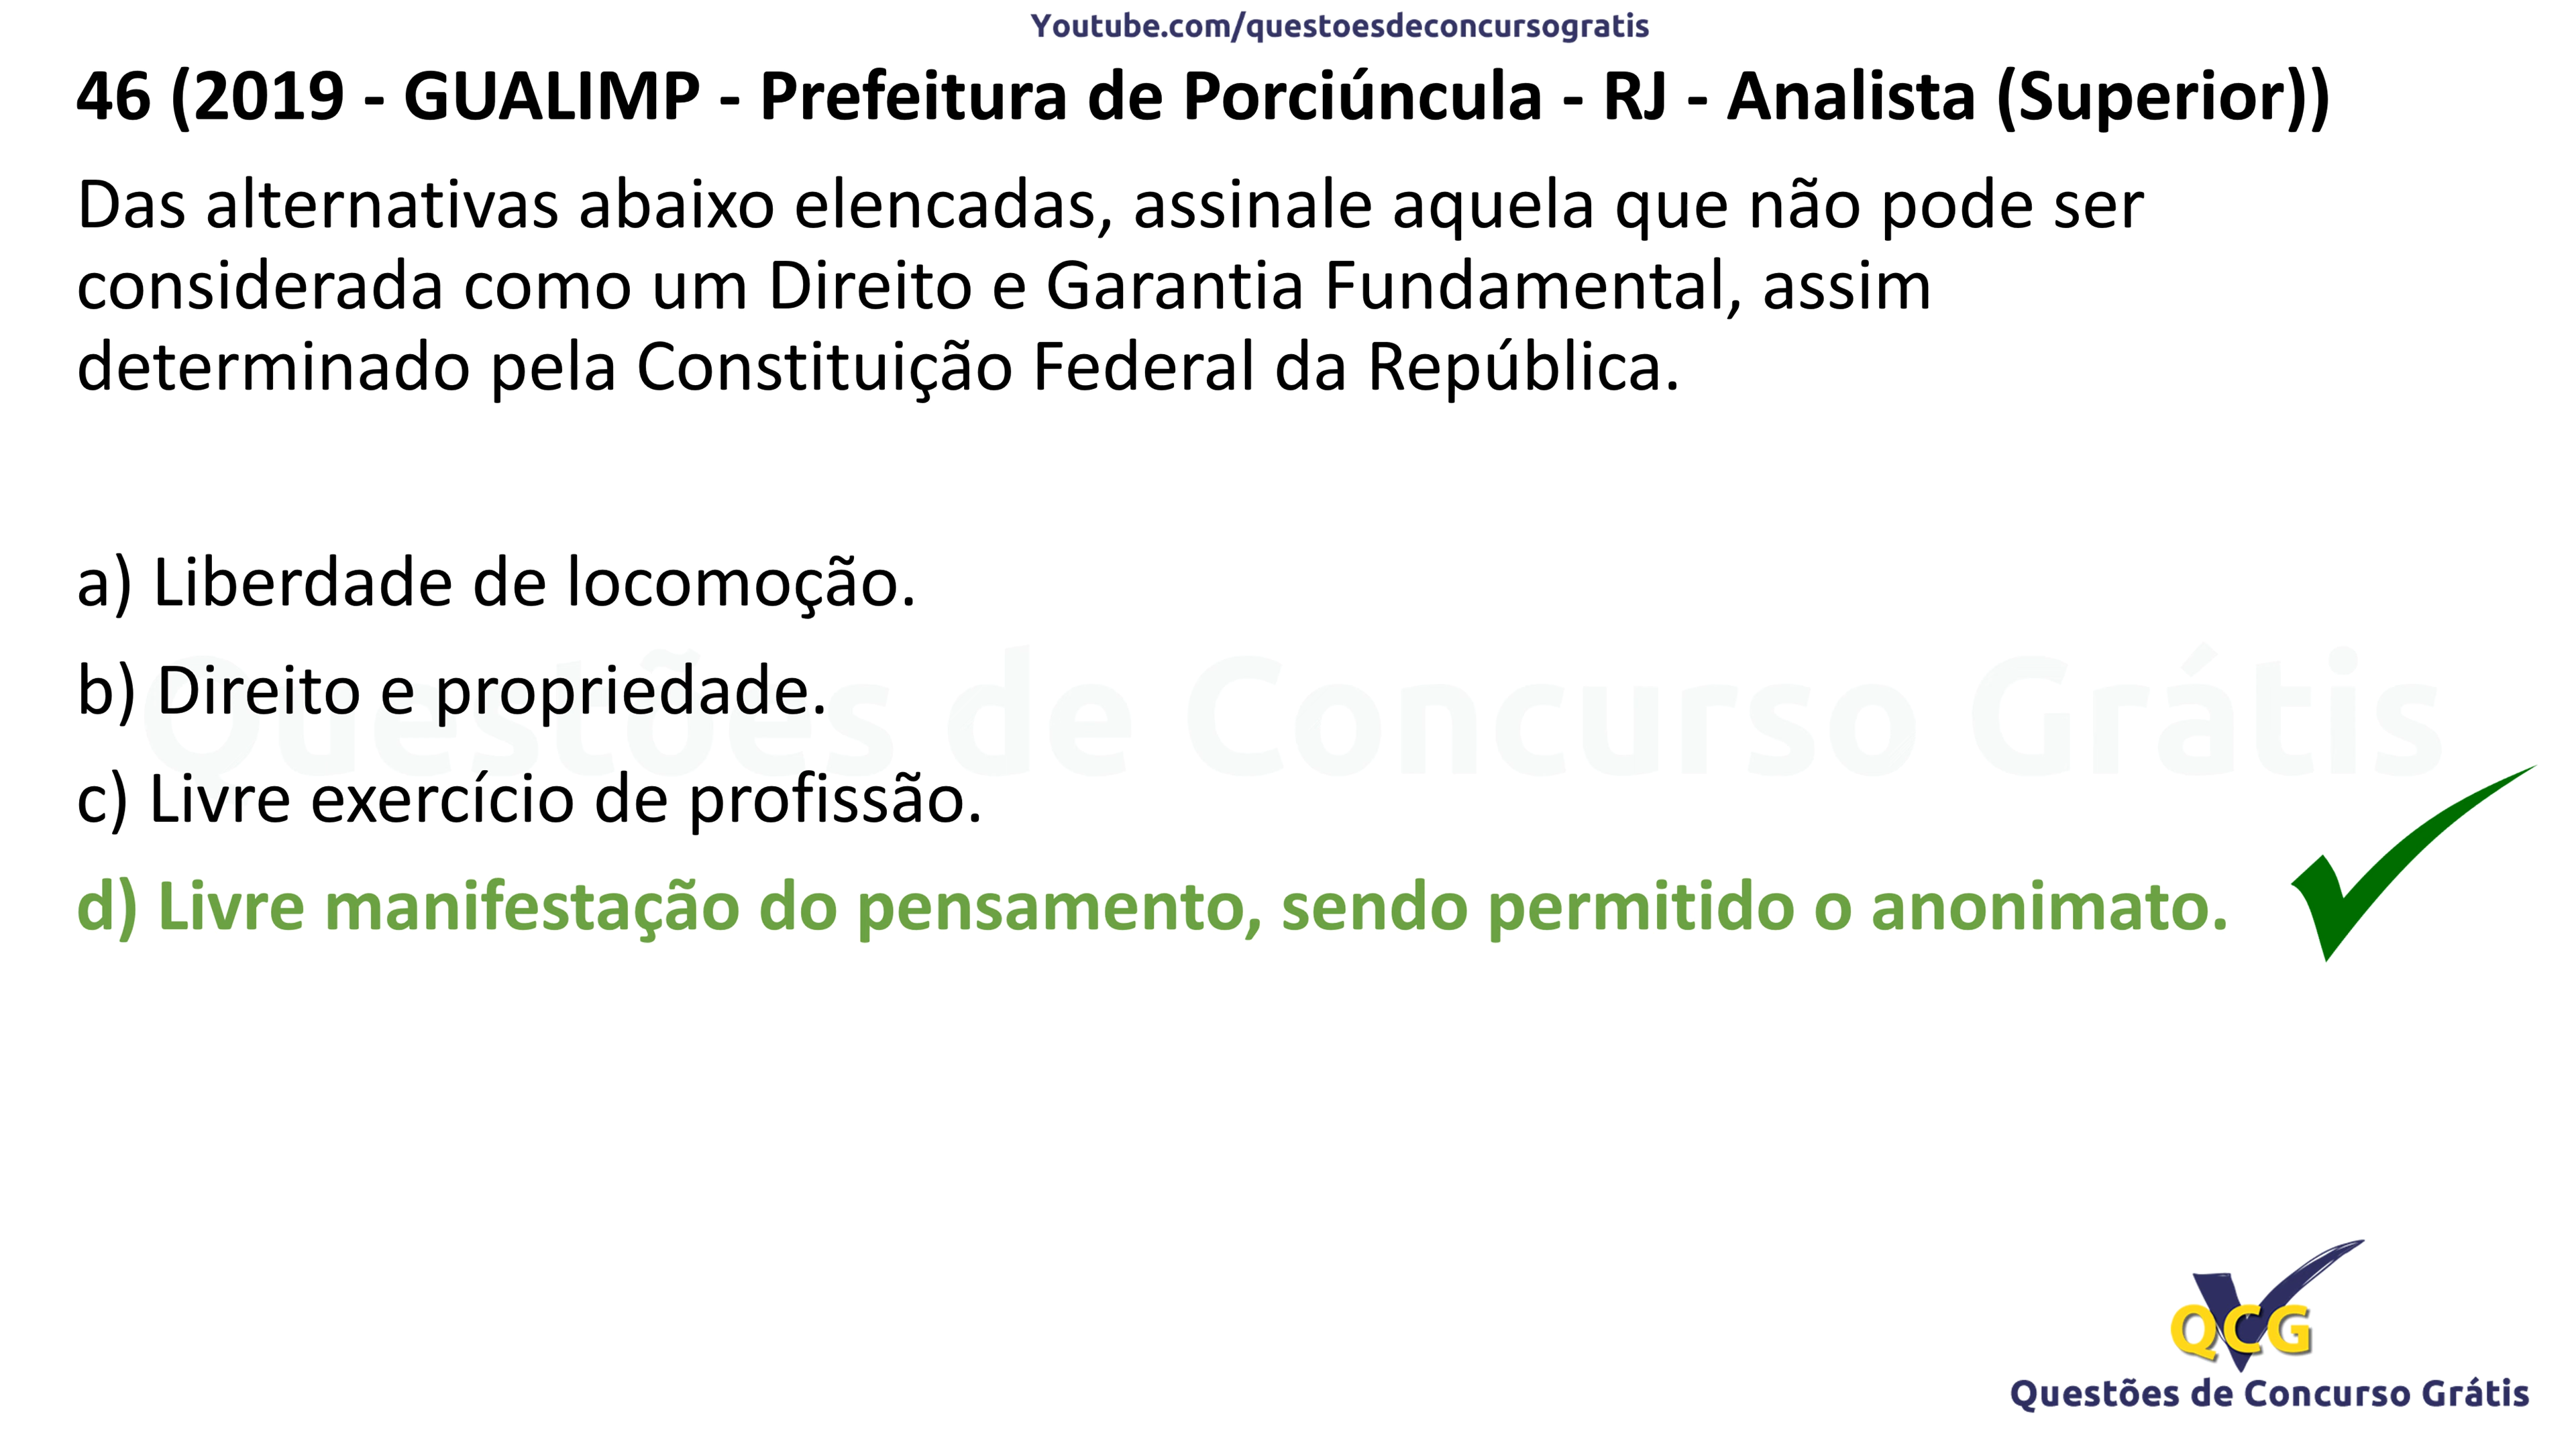 Youtube.com/questoesdeconcursogratis
46 (2019 - GUALIMP - Prefeitura de Porciúncula - RJ - Analista (Superior))
Das alternativas abaixo elencadas, assinale aquela que não pode ser
considerada como um Direito e Garantia Fundamental, assim
determinado pela Constituição Federal da República.
a) Liberdade de locomoção.
Questões de Concurso Grátis
b) Direito e propriedade.
c) Livre exercício de profissão.
d) Livre manifestação do pensamento, sendo permitido o anonimato.
QCG
Questões de Concurso Grátis